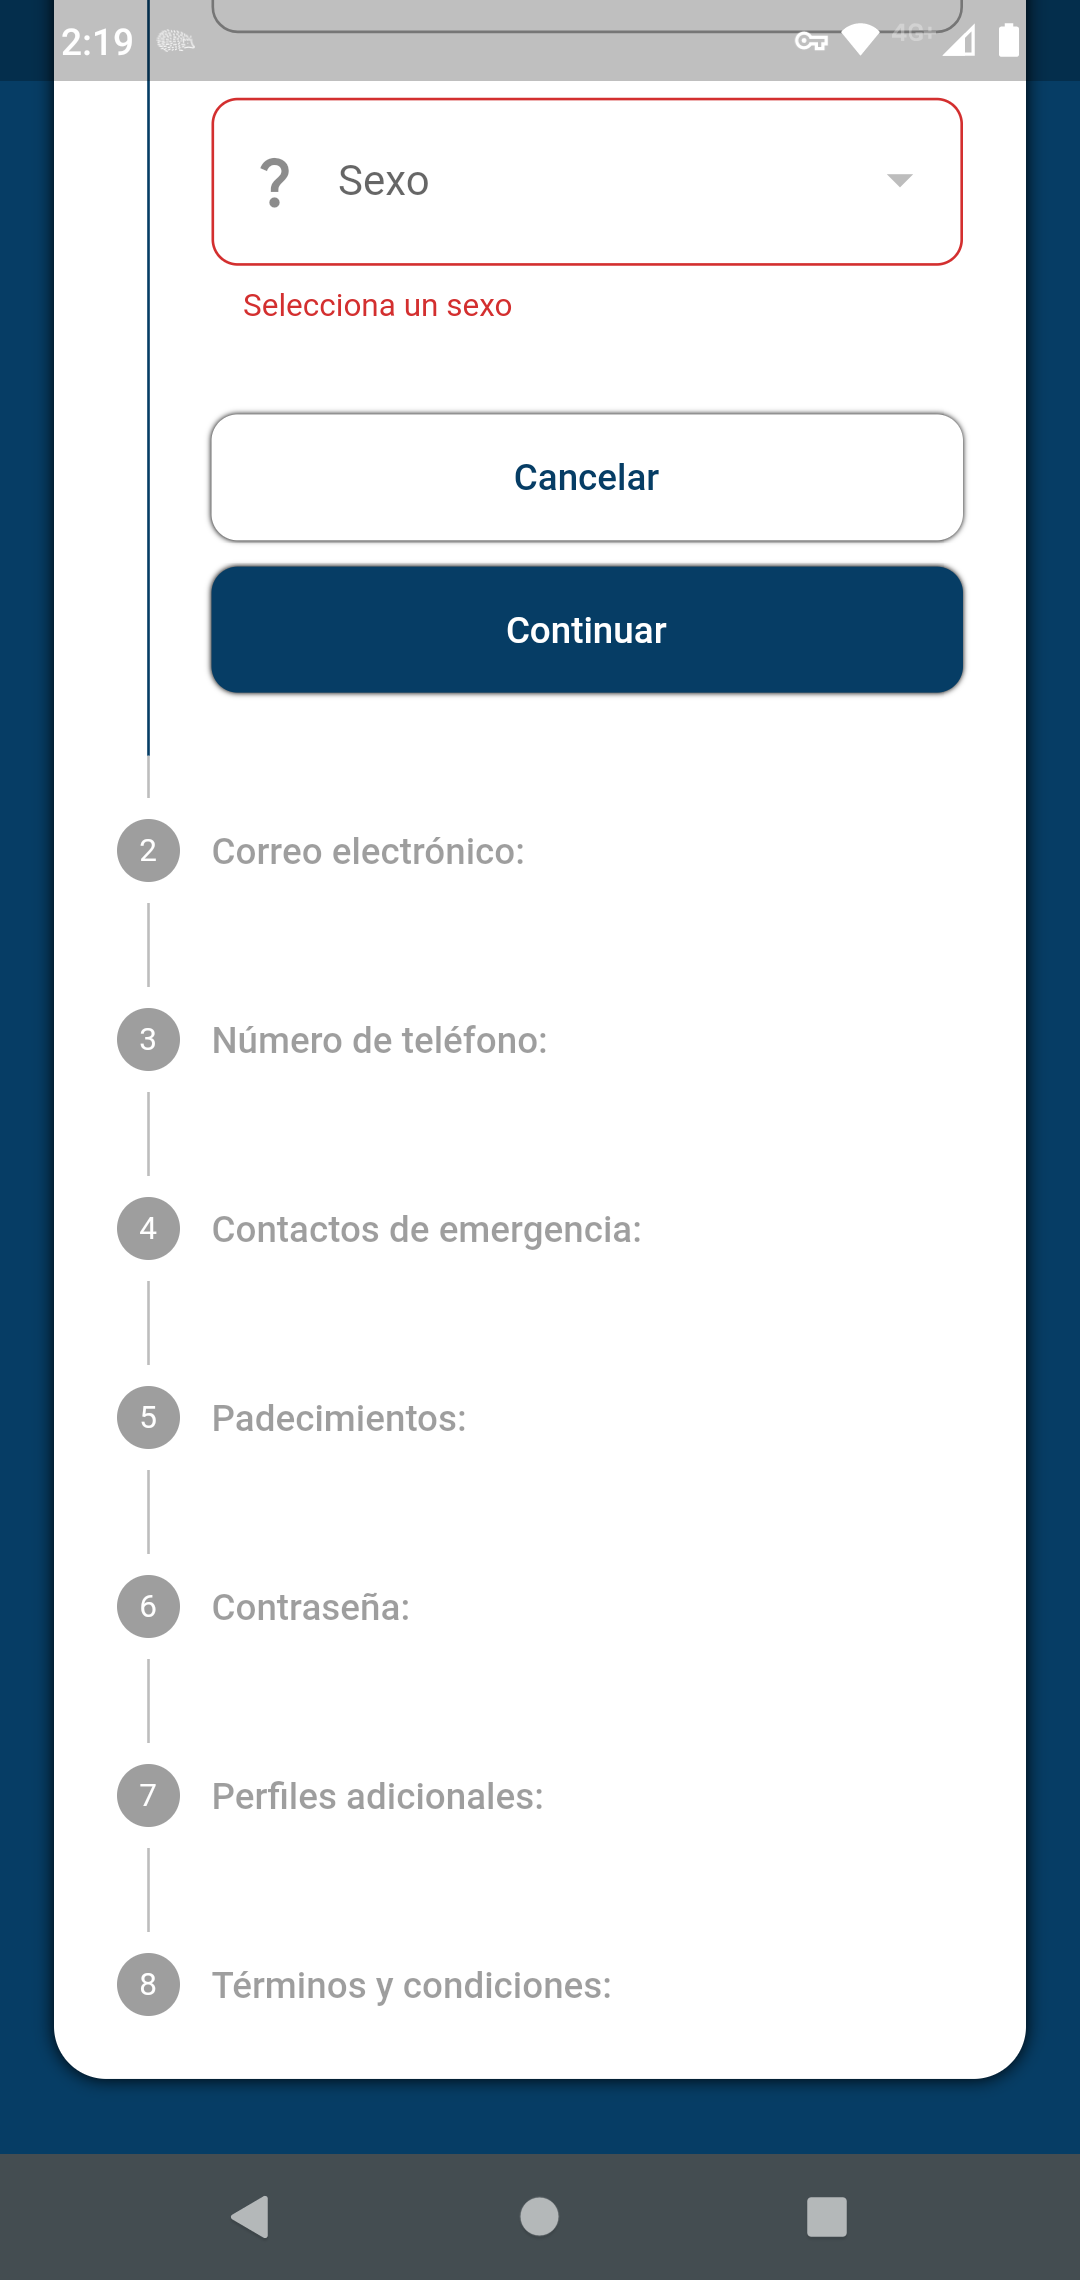 2:19
4G+
? Sexo
Selecciona un sexo
Cancelar
Continuar
2 Correo electrónico:
3 Número de teléfono:
4 Contactos de emergencia:
5 Padecimientos:
6 Contraseña:
7 Perfiles adicionales:
8 Términos y condiciones: